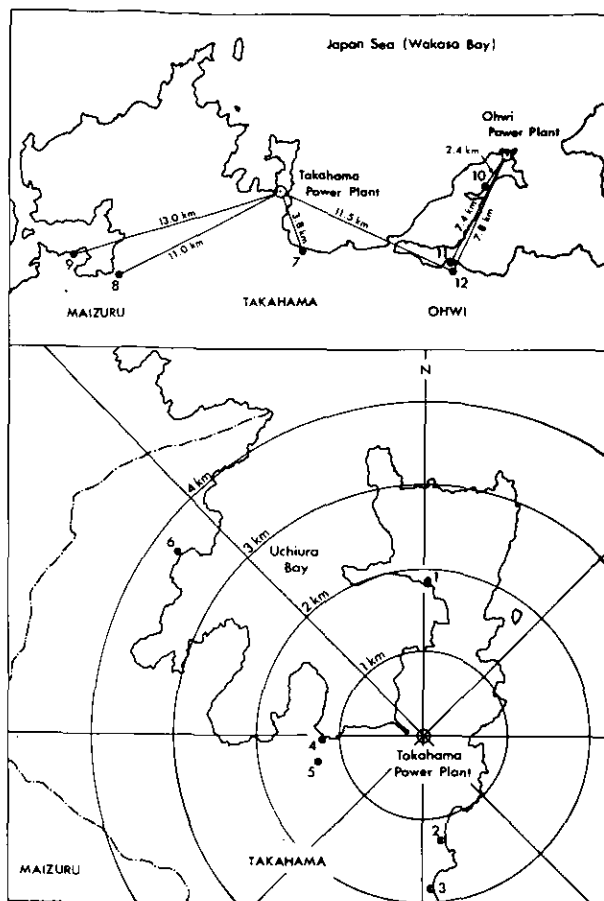 Japan Sea (Wakasa Bay)
Ohwi
Power Plant
2.4 km
10
Takahama
Power Plant
13.0 km
11.5 km
7.4 km
7.8 km
3.8 km
11.0 km
9
8
7
11
12
MAIZURU
TAKAHAMA
OHWI
N
4 km
3 km
6
Uchiura
Bay
1
2 km
1 km
4
5
Takahama
Power Plant
2
TAKAHAMA
MAIZURU
3